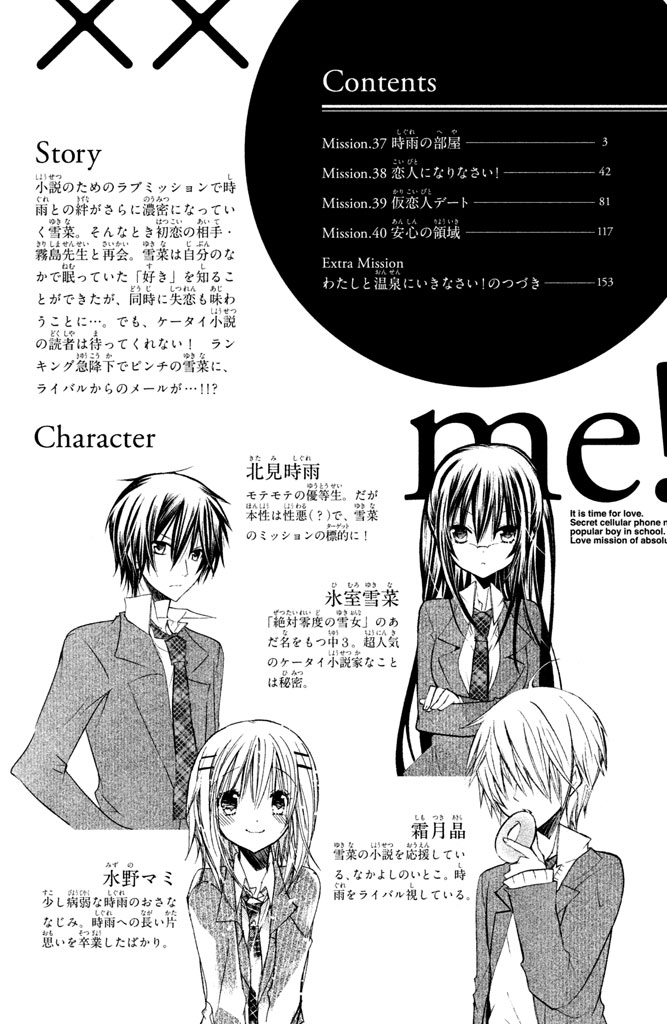 ××
Contents
Mission.37 時雨の部屋 3
Mission.38 恋人になりなさい! 42
Mission.39 仮恋人デート 81
Mission.40 安心の領域 117
Extra Mission
わたしと温泉にいきなさい!のつづき 153
Story
小説のためのラブミッションで時
雨との絆がさらに濃密になってい
く雪菜。そんなとき初恋の相手・
霧島先生と再会。雪菜は自分のな
かで眠っていた「好き」を知るこ
とができたが、同時に失恋も味わ
うことに…。でも、ケータイ小説
の読者は待ってくれない! ラン
キング急降下でピンチの雪菜に、
ライバルからのメールが…!!?
me!
It is time for love.
Secret cellular phone
popular boy in school.
Love mission of
Character
北見時雨
モテモテの優等生。だが
本性は性悪(?)で、雪菜
のミッションの標的に!
氷室雪菜
「絶対零度の雪女」のあ
だ名をもつ中3。超人気
のケータイ小説家なこと
は秘密。
霜月晶
雪菜の小説を応援してい
る、なかよしのいとこ。時
雨をライバル視している。
水野マミ
少し病弱な時雨のおさな
なじみ。時雨への長い片
思いを卒業したばかり。